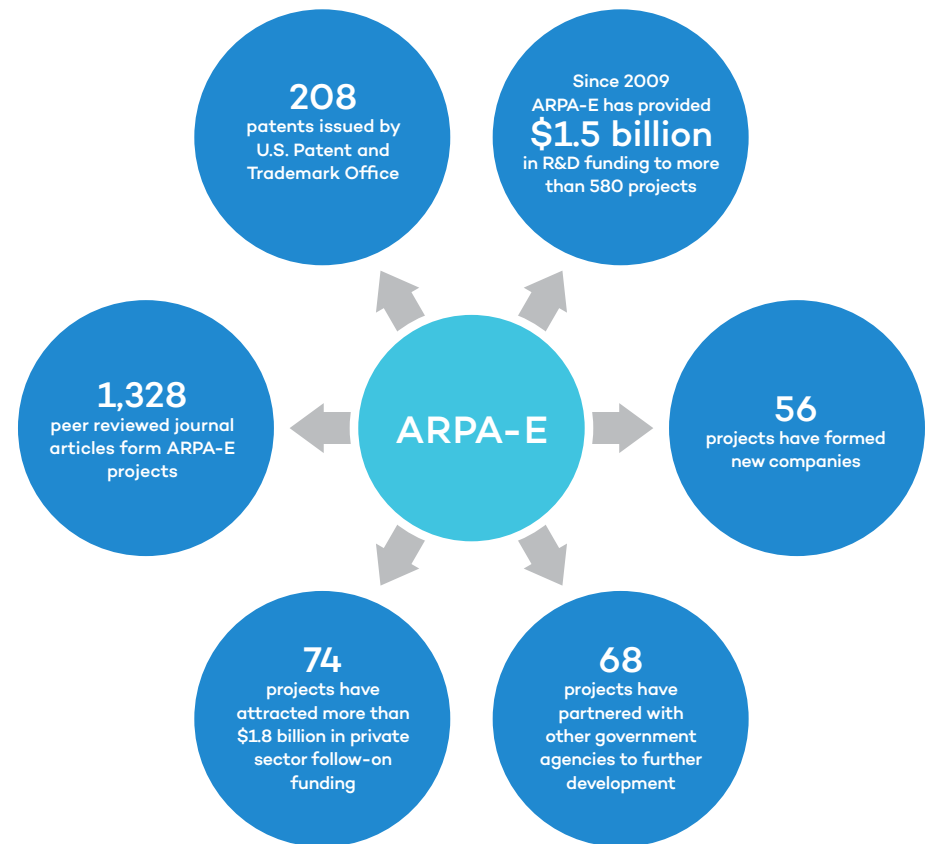 208
patents issued by
U.S. Patent and
Trademark Office
Since 2009
ARPA-E has provided
$1.5 billion
in R&D funding to more
than 580 projects
1,328
peer reviewed journal
articles form ARPA-E
projects
ARPA-E
56
projects have formed
new companies
74
projects have
attracted more than
$1.8 billion in private
sector follow-on
funding
68
projects have
partnered with
other government
agencies to further
development